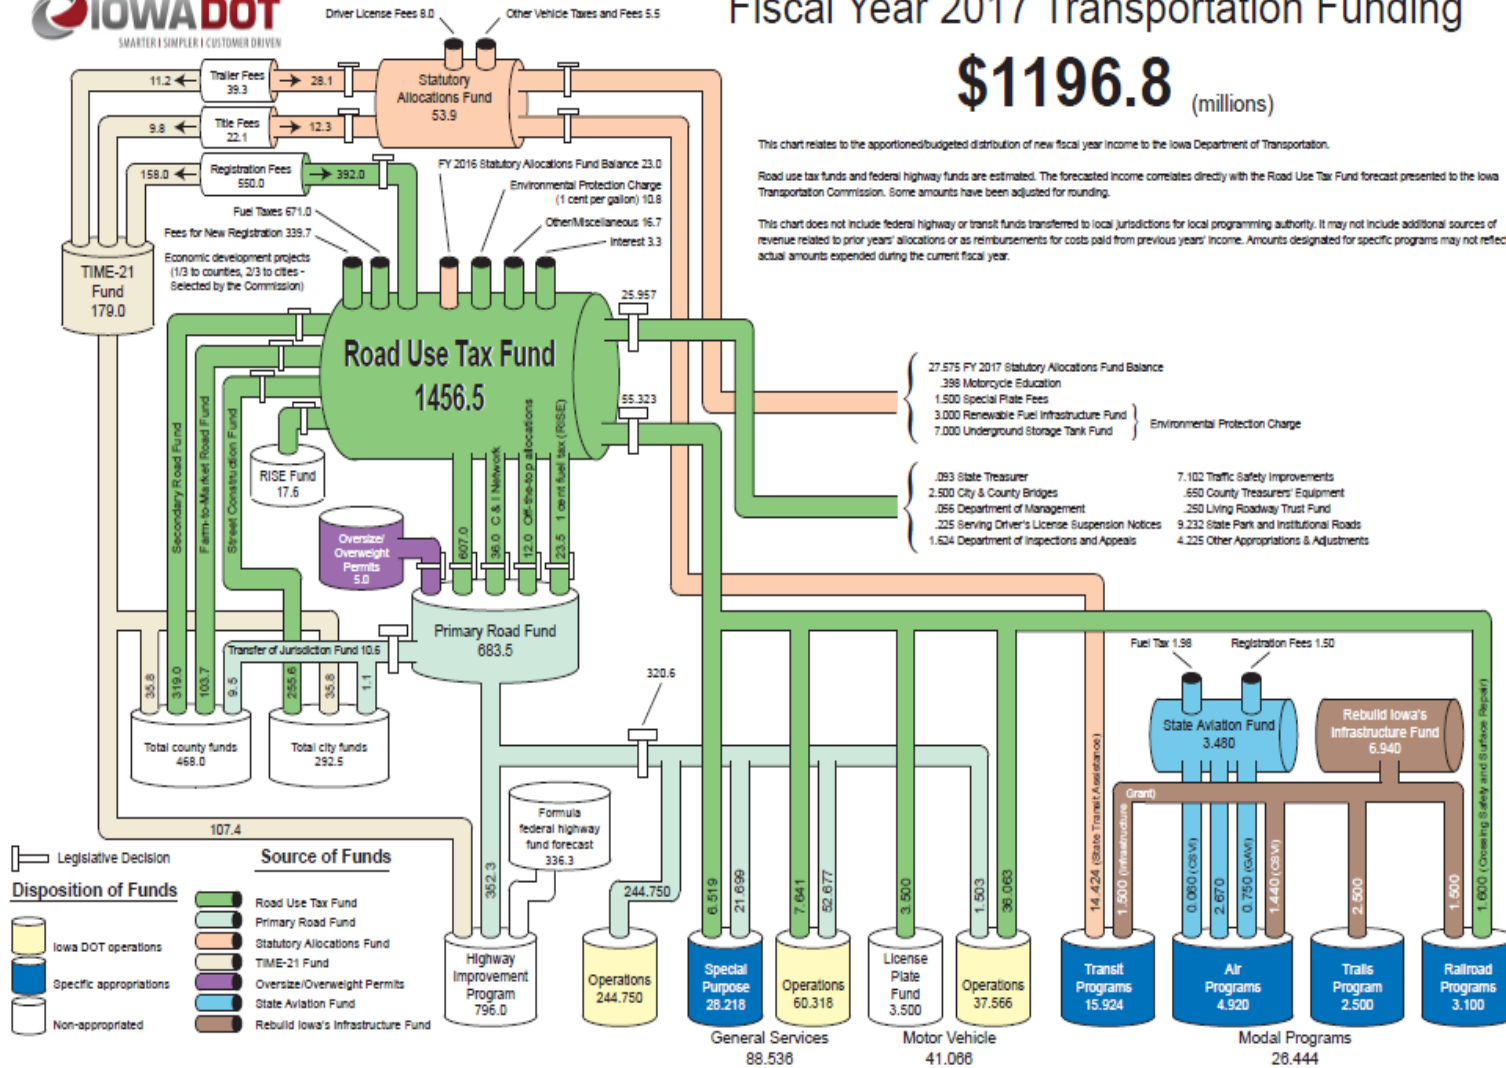 IOWADOT
SMARTER | SIMPLER | CUSTOMER DRIVEN
Fiscal Year 2017 Transportation Funding
$1196.8 (millions)
This chart relates to the apportioned/budgeted distribution of new fiscal year income to the Iowa Department of Transportation.
Road use tax funds and federal highway funds are estimated. The forecasted income correlates directly with the Road Use Tax Fund forecast presented to the Iowa
Transportation Commission. Some amounts have been adjusted for rounding.
This chart does not include federal highway or transit funds transferred to local jurisdictions for local programming authority. It may not include additional sources of
revenue related to prior years' allocations or as reimbursements for costs paid from previous years' income. Amounts designated for specific programs may not reflect
actual amounts expended during the current fiscal year.
Driver License Fees 8.0
Other Vehicle Taxes and Fees 5.5
11.2
Trailer Fees
39.3
28.1
Statutory
Allocations Fund
53.9
9.8
Title Fees
22.1
12.3
158.0
Registration Fees
550.0
392.0
FY 2016 Statutory Allocations Fund Balance 23.0
Environmental Protection Charge
(1 cent per gallon) 10.8
Fuel Taxes 671.0
Other/Miscellaneous 16.7
Fees for New Registration 339.7
Interest 3.3
Economic development projects
(1/3 to counties, 2/3 to cities -
Selected by the Commission)
TIME-21
Fund
179.0
Road Use Tax Fund
1456.5
25.957
55.323
27.575 FY 2017 Statutory Allocations Fund Balance
.398 Motorcycle Education
1.500 Special Plate Fees
3.000 Renewable Fuel Infrastructure Fund
7.000 Underground Storage Tank Fund
Environmental Protection Charge
.093 State Treasurer
2.500 City & County Bridges
.056 Department of Management
.225 Serving Driver's License Suspension Notices
1.624 Department of Inspections and Appeals
7.102 Traffic Safety Improvements
.650 County Treasurers' Equipment
.250 Living Roadway Trust Fund
9.232 State Park and Institutional Roads
4.225 Other Appropriations & Adjustments
Secondary Road Fund
Farm-to-Market Road Fund
Street Construction Fund
RISE Fund
17.6
Oversize/
Overweight
Permits
5.0
607.0
36.0 C & I Network
12.0 Off-the-top allocations
23.5 1 cent fuel tax (RISE)
Primary Road Fund
683.5
Transfer of Jurisdiction Fund 10.6
35.8
319.0
103.7
9.5
255.6
35.8
1.1
Total county funds
468.0
Total city funds
292.5
320.6
107.4
Formula
federal highway
fund forecast
336.3
352.3
244.750
6.519
21.699
7.641
52.677
3.500
1.503
36.063
Fuel Tax 1.98
Registration Fees 1.50
State Aviation Fund
3.480
Rebuild Iowa's
Infrastructure Fund
6.940
14.424 (State Transit Assistance)
1.500 (Infrastructure
Grant)
0.060 (CSVI)
2.670
0.750 (GAVI)
1.440 (CSVI)
2.500
1.500
1.600 (Crossing Safety and Surface Repair)
Legislative Decision
Disposition of Funds
Iowa DOT operations
Specific appropriations
Non-appropriated
Source of Funds
Road Use Tax Fund
Primary Road Fund
Statutory Allocations Fund
TIME-21 Fund
Oversize/Overweight Permits
State Aviation Fund
Rebuild Iowa's Infrastructure Fund
Highway
Improvement
Program
796.0
Operations
244.750
Special
Purpose
28.218
Operations
60.318
License
Plate
Fund
3.500
Operations
37.566
Transit
Programs
15.924
Air
Programs
4.920
Trails
Program
2.500
Railroad
Programs
3.100
General Services
88.536
Motor Vehicle
41.066
Modal Programs
26.444